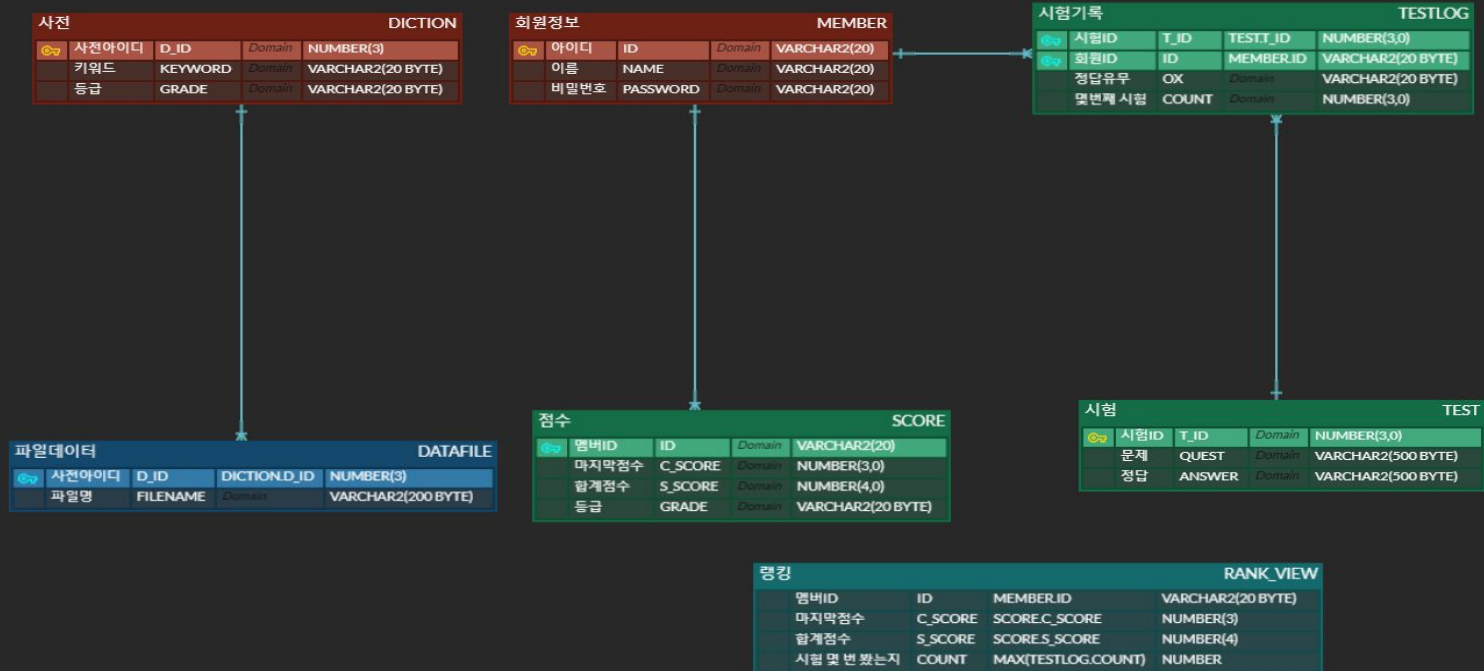 사전 DICTION
사전아이디 D_ID Domain NUMBER(3)
키워드 KEYWORD Domain VARCHAR2(20 BYTE)
등급 GRADE Domain VARCHAR2(20 BYTE)
회원정보 MEMBER
아이디 ID Domain VARCHAR2(20)
이름 NAME Domain VARCHAR2(20)
비밀번호 PASSWORD Domain VARCHAR2(20)
시험기록 TESTLOG
시험ID T_ID TEST.T_ID NUMBER(3,0)
회원ID ID MEMBER.ID VARCHAR2(20 BYTE)
정답유무 OX Domain VARCHAR2(20 BYTE)
몇번째 시험 COUNT Domain NUMBER(3,0)
파일데이터 DATAFILE
사전아이디 D_ID DICTION.D_ID NUMBER(3)
파일명 FILENAME Domain VARCHAR2(200 BYTE)
점수 SCORE
멤버ID ID Domain VARCHAR2(20)
마지막점수 C_SCORE Domain NUMBER(3,0)
합계점수 S_SCORE Domain NUMBER(4,0)
등급 GRADE Domain VARCHAR2(20 BYTE)
시험 TEST
시험ID T_ID Domain NUMBER(3,0)
문제 QUEST Domain VARCHAR2(500 BYTE)
정답 ANSWER Domain VARCHAR2(500 BYTE)
랭킹 RANK_VIEW
멤버ID ID MEMBER.ID VARCHAR2(20 BYTE)
마지막점수 C_SCORE SCORE.C_SCORE NUMBER(3)
합계점수 S_SCORE SCORE.S_SCORE NUMBER(4)
시험 몇 번 봤는지 COUNT MAX(TESTLOG.COUNT) NUMBER